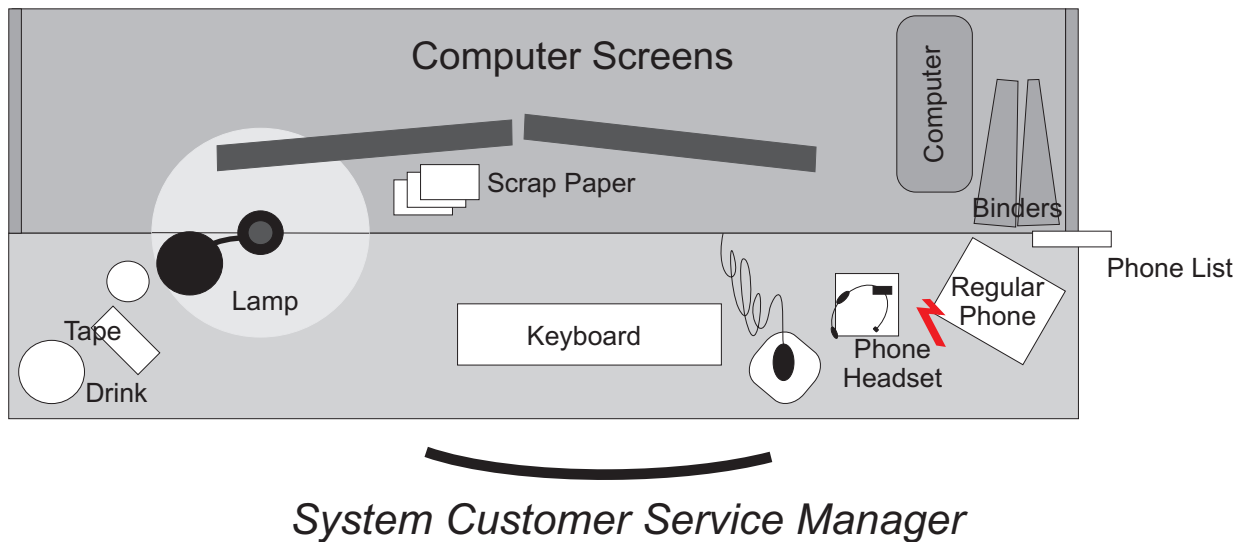 Computer Screens
Computer
Scrap Paper
Binders
Phone List
Lamp
Regular
Phone
Tape
Keyboard
Phone
Headset
Drink
System Customer Service Manager